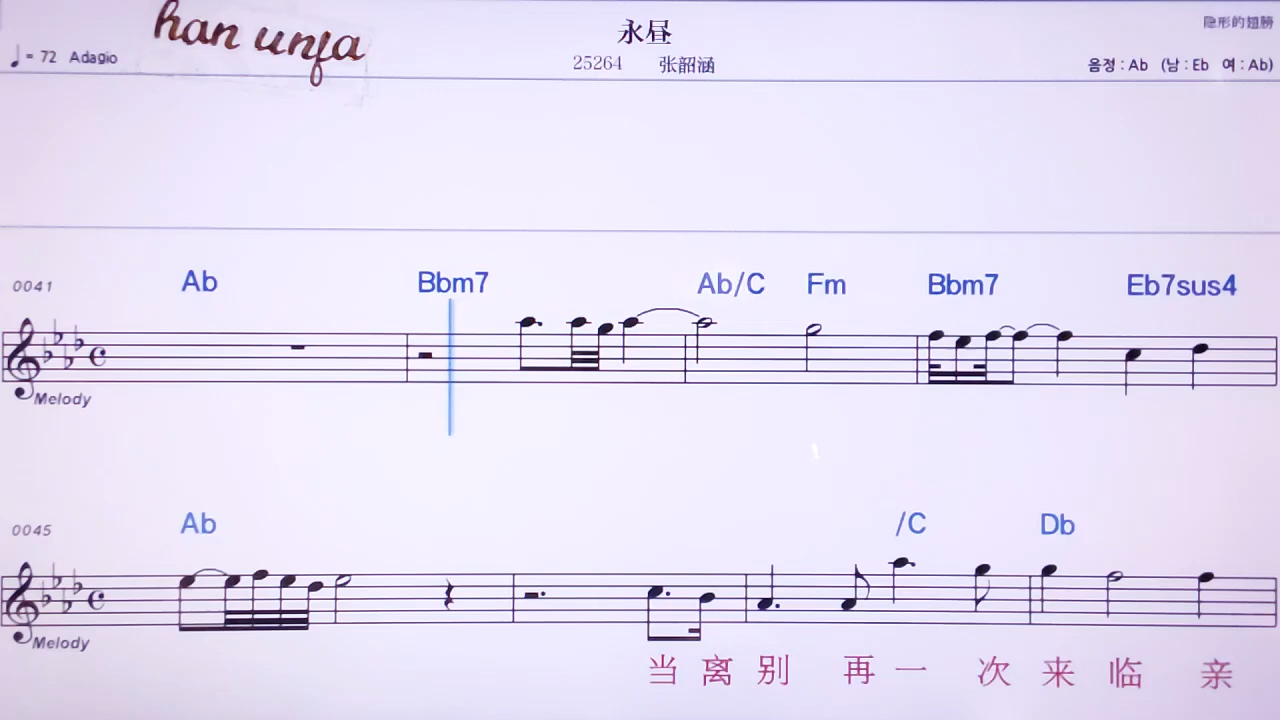 han unfa
永昼
隐形的翅膀
♩= 72 Adagio
25264 张韶涵
음정 : Ab (남 : Eb 여 : Ab)
0041 Ab Bbm7 Ab/C Fm Bbm7 Eb7sus4
Melody
0045 Ab /C Db
Melody
当 离 别 再 一 次 来 临 亲